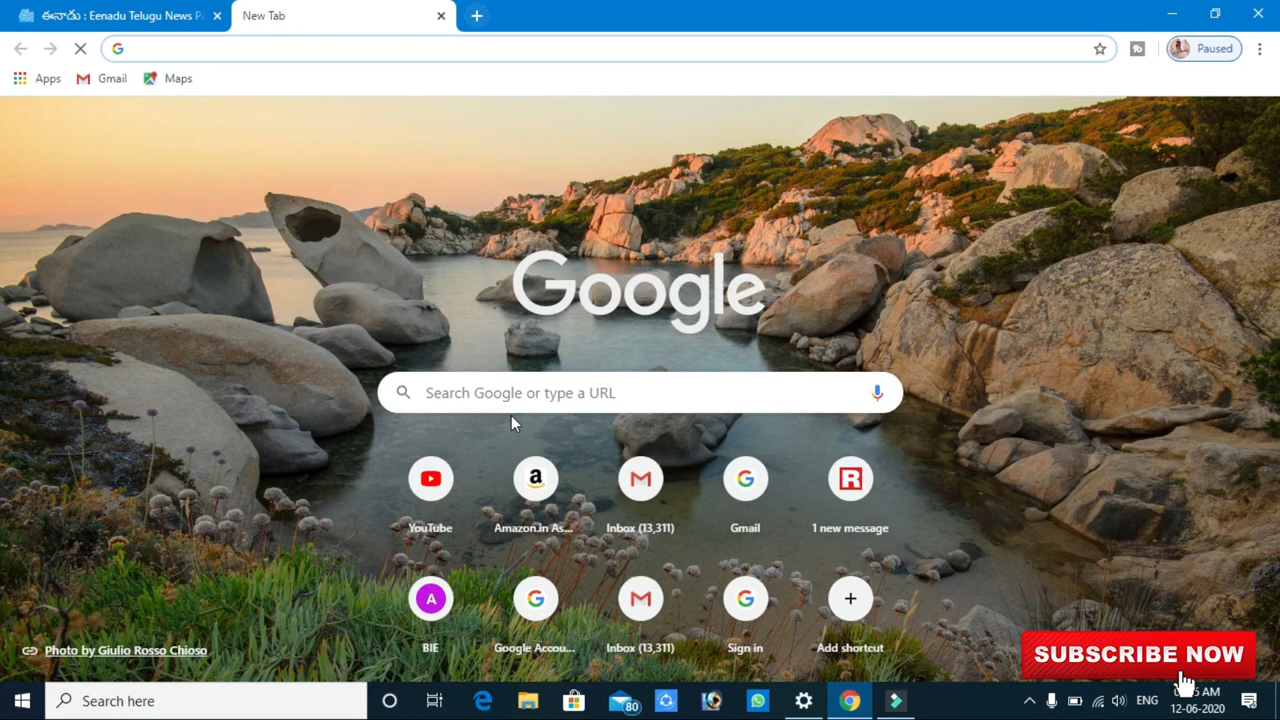 ఈనాడు : Eenadu Telugu News P
New Tab
Paused
Apps
Gmail
Maps
Google
Search Google or type a URL
YouTube
Amazon.in As...
Inbox (13,311)
Gmail
1 new message
A
BIE
Google Accou...
Inbox (13,311)
Sign in
Add shortcut
Photo by Giulio Rosso Chioso
SUBSCRIBE NOW
Search here
80
ENG
AM
12-06-2020